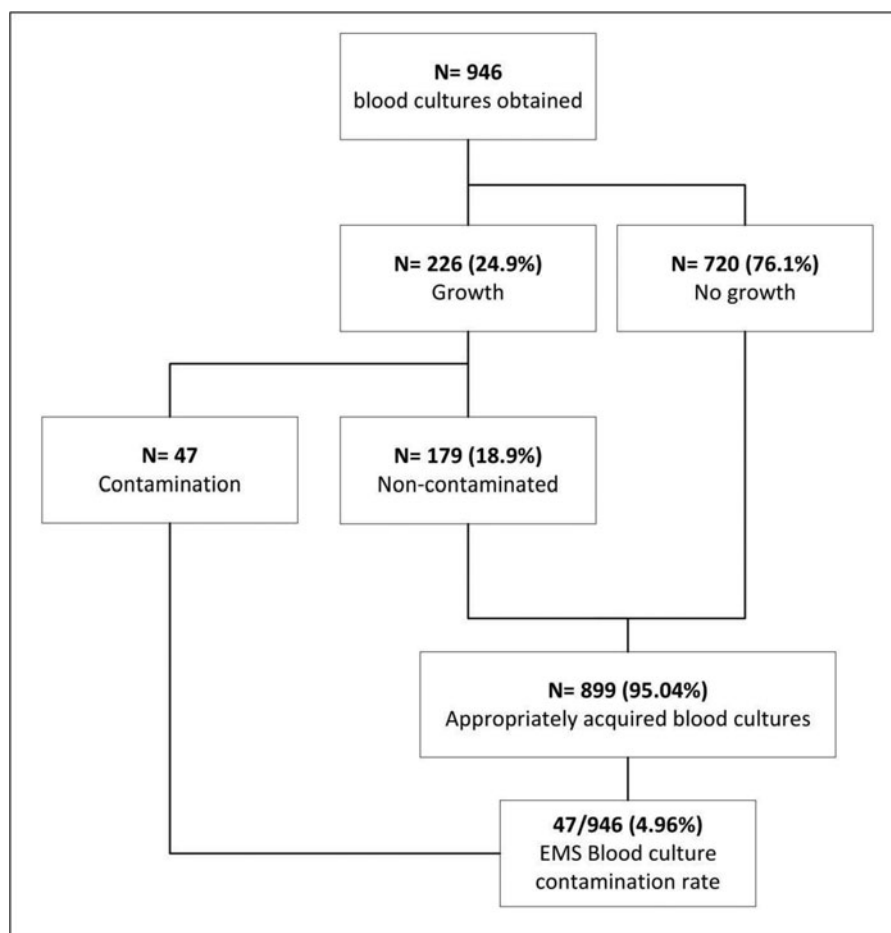 N= 946
blood cultures obtained
N= 226 (24.9%)
Growth
N= 720 (76.1%)
No growth
N= 47
Contamination
N= 179 (18.9%)
Non-contaminated
N= 899 (95.04%)
Appropriately acquired blood cultures
47/946 (4.96%)
EMS Blood culture
contamination rate